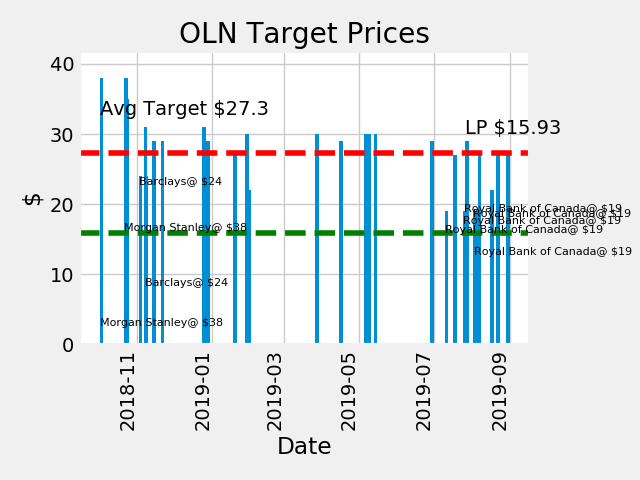 OLN Target Prices
40
Avg Target $27.3
LP $15.93
30
Barclays@ $24
20
Royal Bank of Canada@ $19
Royal Bank of Canada@ $19
Royal Bank of Canada@ $19
Morgan Stanley@ $38
Royal Bank of Canada@ $19
$
Royal Bank of Canada@ $19
10
Barclays@ $24
Morgan Stanley@ $38
0
2018-11
2019-01
2019-03
2019-05
2019-07
2019-09
Date